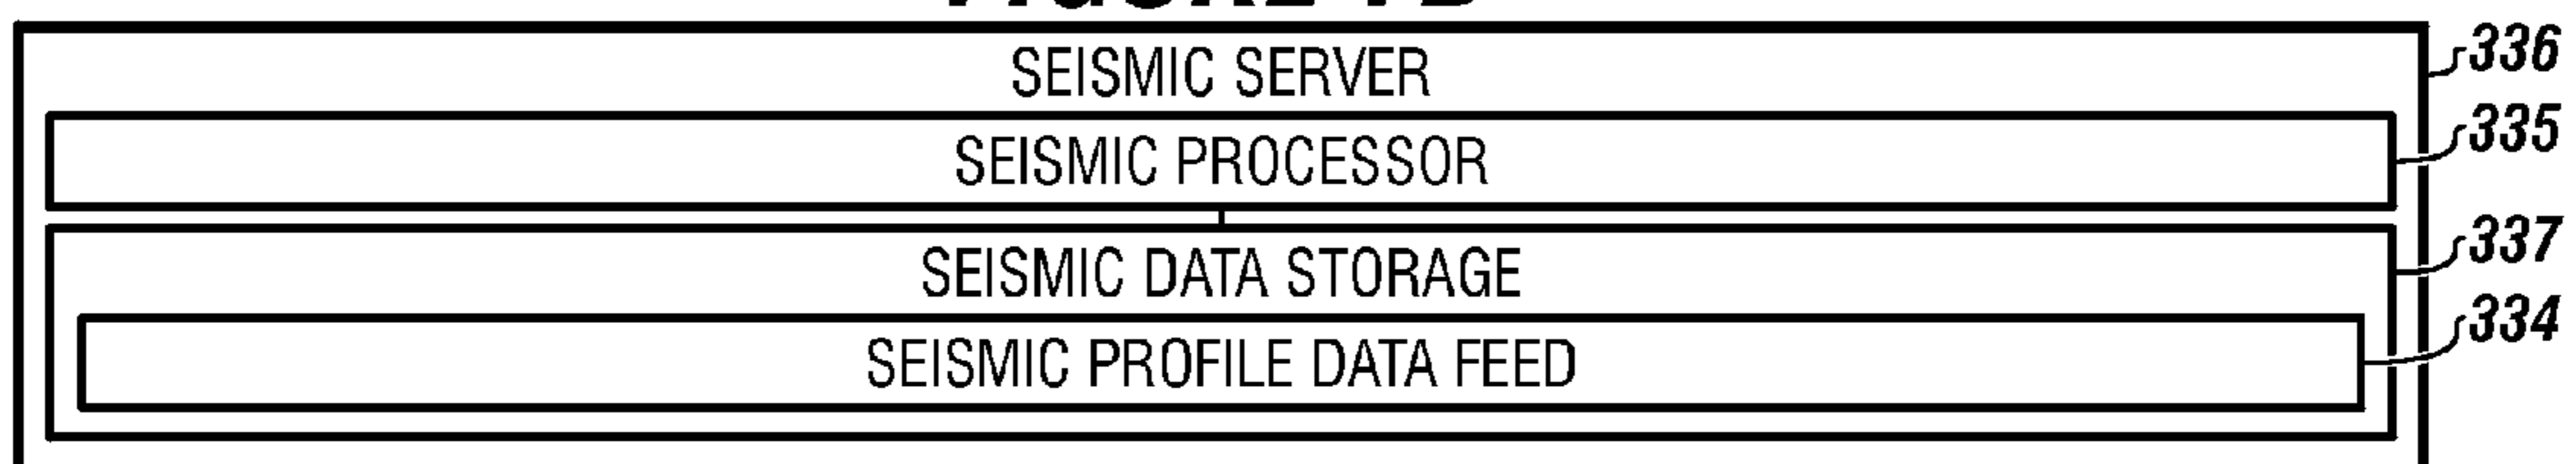 SEISMIC SERVER 336
SEISMIC PROCESSOR 335
SEISMIC DATA STORAGE 337
SEISMIC PROFILE DATA FEED 334